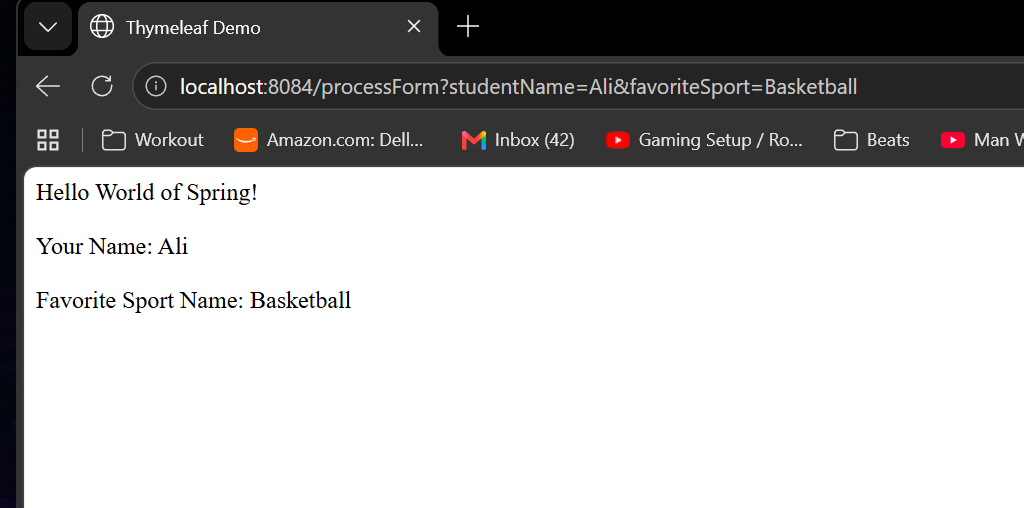 Thymeleaf Demo
localhost:8084/processForm?studentName=Ali&favoriteSport=Basketball
Workout Amazon.com: Dell... Inbox (42) Gaming Setup / Ro... Beats Man
Hello World of Spring!
Your Name: Ali
Favorite Sport Name: Basketball